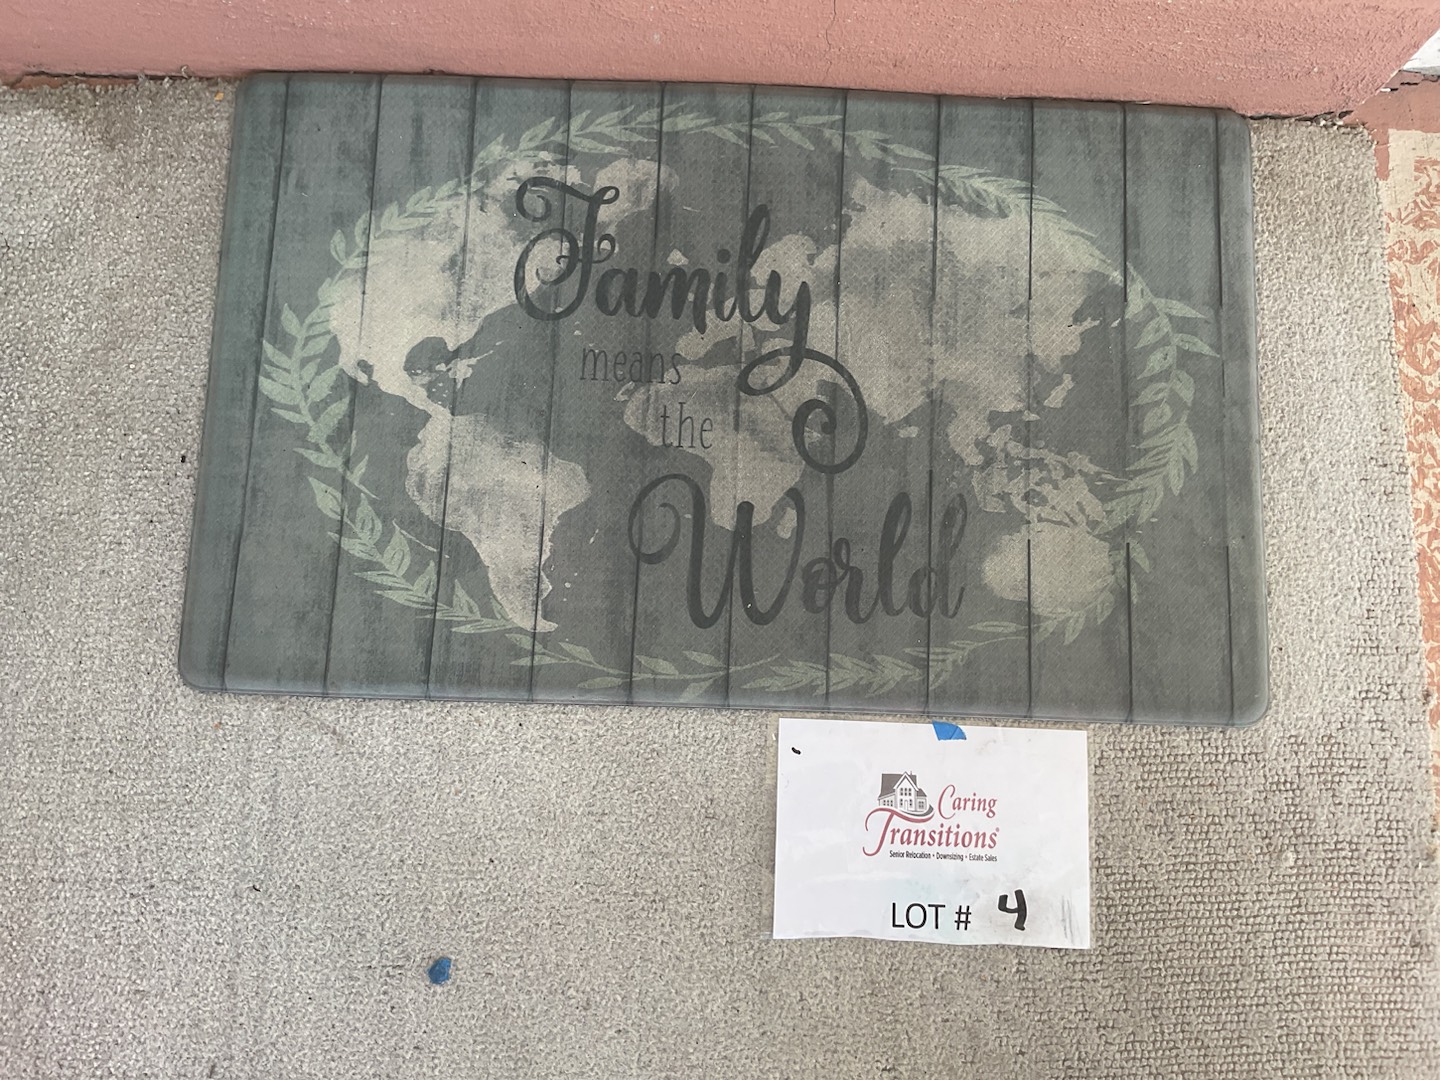 Family
means
the
World
Caring
Transitions®
Senior Relocation • Downsizing • Estate Sales
LOT # 4